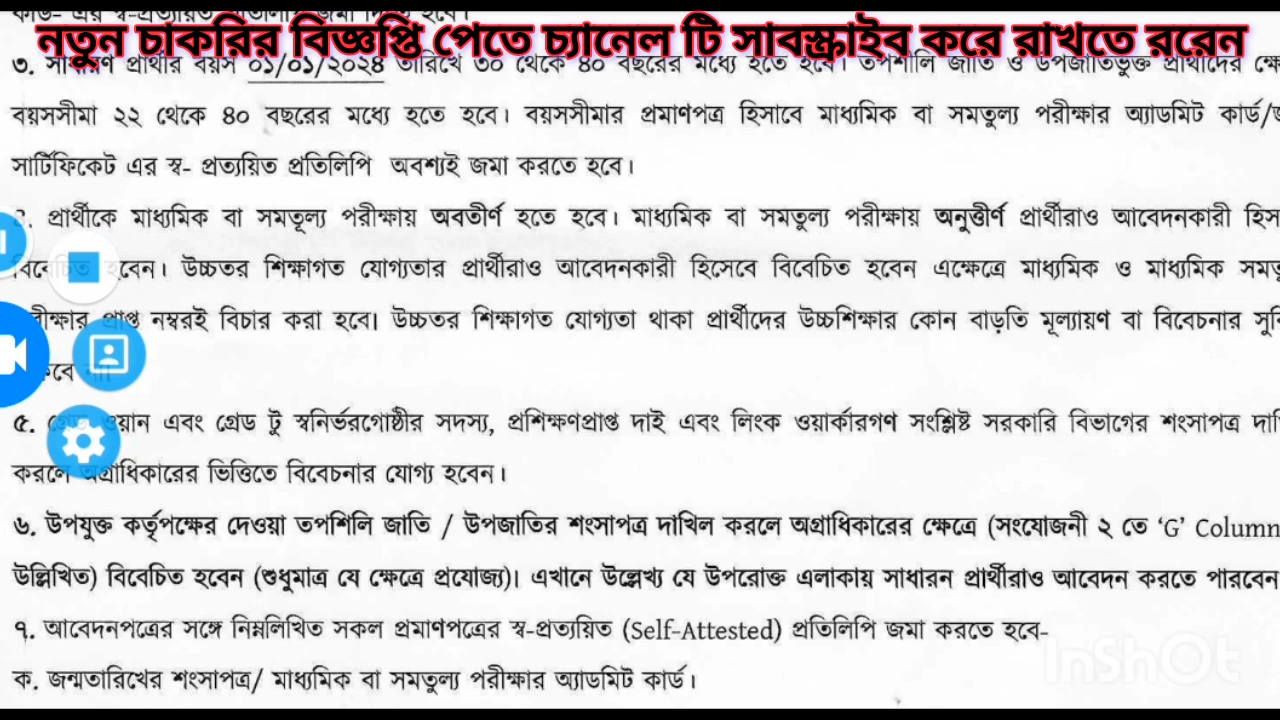 নতুন চাকরির বিজ্ঞপ্তি পেতে চ্যানেল টি সাবস্ক্রাইব করে রাখতে
৩. সাধারণ প্রার্থীর বয়স ০১/০১/২০২৪ তারিখে ৩০ থেকে ৪০ বছরের মধ্যে হতে হবে। তপশীলি জাতি ও উপজাতিভুক্ত প্রার্থীদের
বয়সসীমা ২২ থেকে ৪০ বছরের মধ্যে হতে হবে। বয়সসীমার প্রমাণপত্র হিসাবে মাধ্যমিক বা সমতুল্য পরীক্ষার অ্যাডমিট কার্ড/
সার্টিফিকেট এর স্ব- প্রত্যয়িত প্রতিলিপি অবশ্যই জমা করতে হবে।
প্রার্থীকে মাধ্যমিক বা সমতুল্য পরীক্ষায় অবতীর্ণ হতে হবে। মাধ্যমিক বা সমতুল্য পরীক্ষায় অনুত্তীর্ণ প্রার্থীরাও আবেদনকারী
হবেন। উচ্চতর শিক্ষাগত যোগ্যতার প্রার্থীরাও আবেদনকারী হিসেবে বিবেচিত হবেন এক্ষেত্রে মাধ্যমিক ও মাধ্যমিক
প্রাপ্ত নম্বরই বিচার করা হবে। উচ্চতর শিক্ষাগত যোগ্যতা থাকা প্রার্থীদের উচ্চশিক্ষার কোন বাড়তি মূল্যায়ণ বা বিবেচনার
৫. ওয়ান এবং গ্রেড টু স্বনির্ভরগোষ্ঠীর সদস্য, প্রশিক্ষণপ্রাপ্ত দাই এবং লিংক ওয়ার্কারগণ সংশ্লিষ্ট সরকারি বিভাগের শংসাপত্র
করলে অগ্রাধিকারের ভিত্তিতে বিবেচনার যোগ্য হবেন।
৬. উপযুক্ত কর্তৃপক্ষের দেওয়া তপশিলি জাতি / উপজাতির শংসাপত্র দাখিল করলে অগ্রাধিকারের ক্ষেত্রে (সংযোজনী ২ তে ‘G’ Column
উল্লিখিত) বিবেচিত হবেন (শুধুমাত্র যে ক্ষেত্রে প্রযোজ্য)। এখানে উল্লেখ্য যে উপরোক্ত এলাকায় সাধারন প্রার্থীরাও আবেদন করতে পারবেন
৭. আবেদনপত্রের সঙ্গে নিম্নলিখিত সকল প্রমাণপত্রের স্ব-প্রত্যয়িত (Self-Attested) প্রতিলিপি জমা করতে হবে-
ক. জন্মতারিখের শংসাপত্র/ মাধ্যমিক বা সমতুল্য পরীক্ষার অ্যাডমিট কার্ড।
InShOt